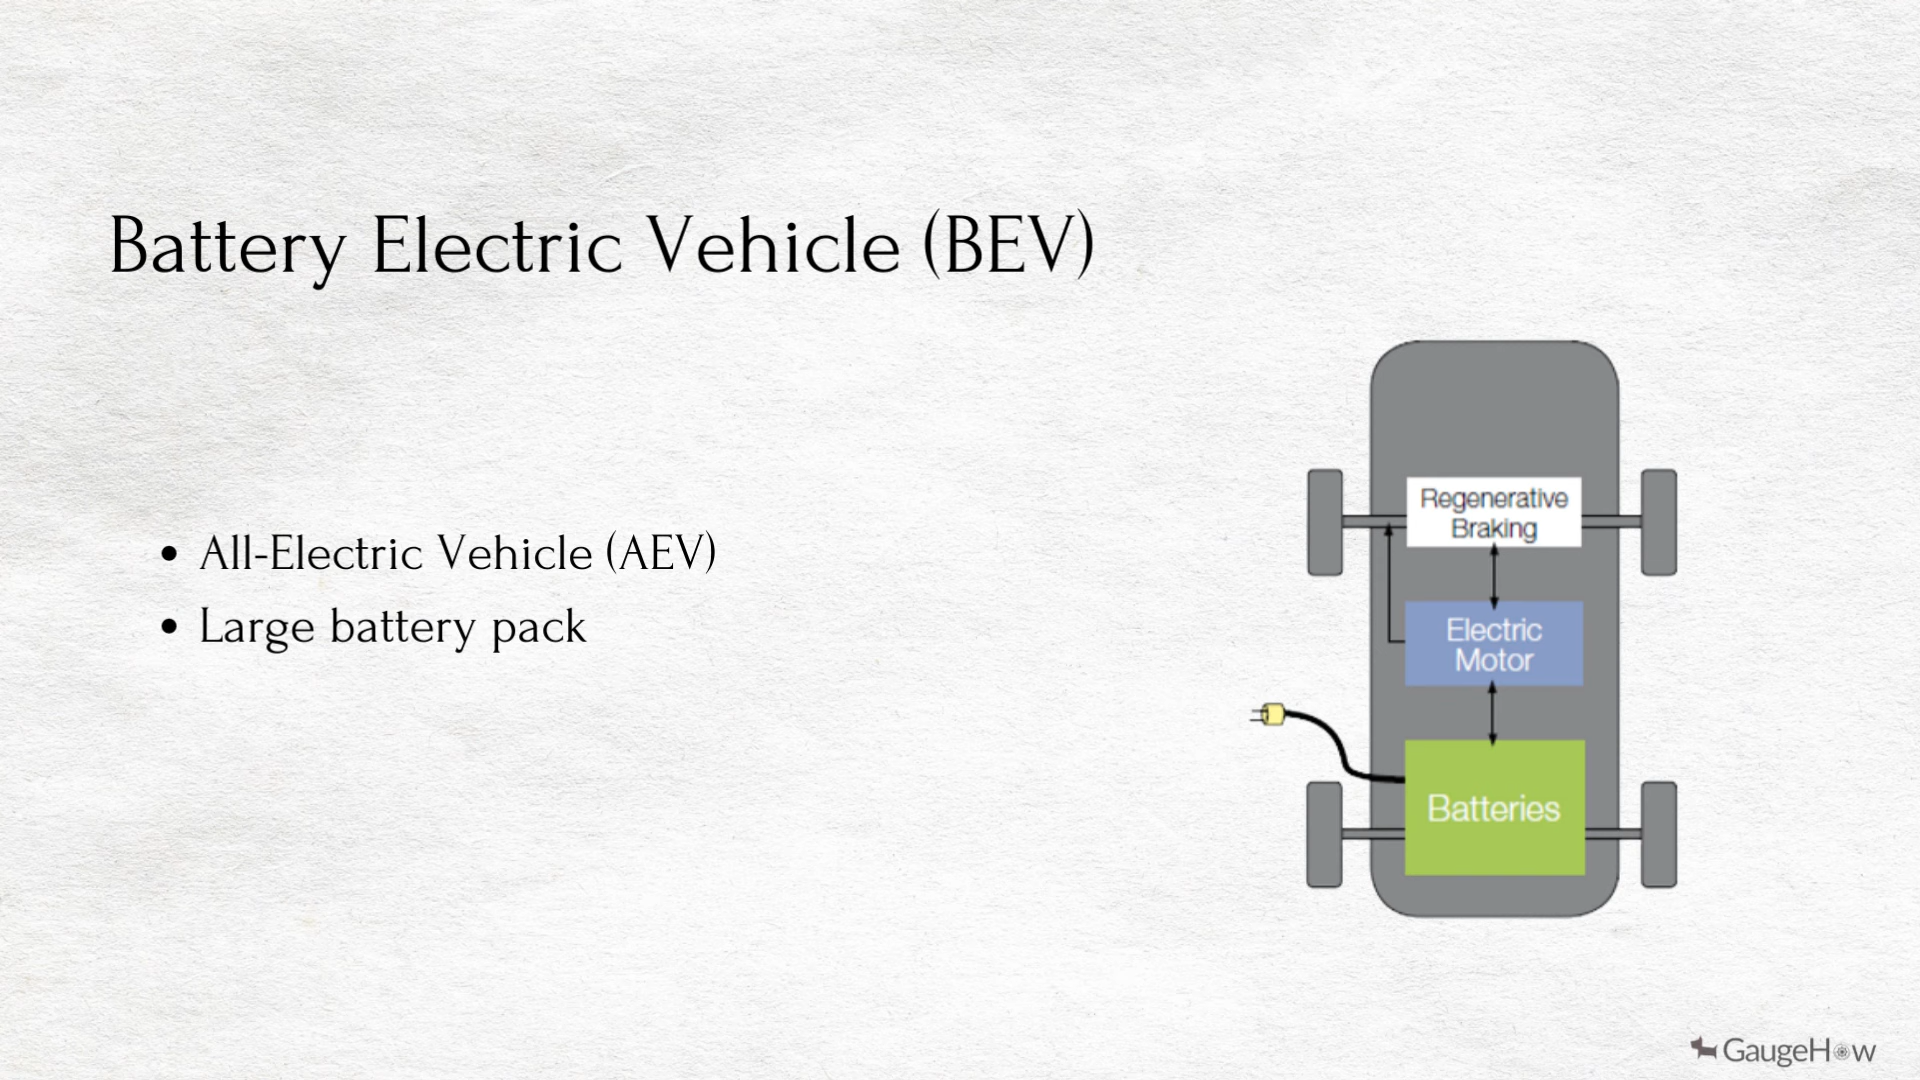 Battery Electric Vehicle (BEV)
• All-Electric Vehicle (AEV)
• Large battery pack
Regenerative
Braking
Electric
Motor
Batteries
GaugeHow